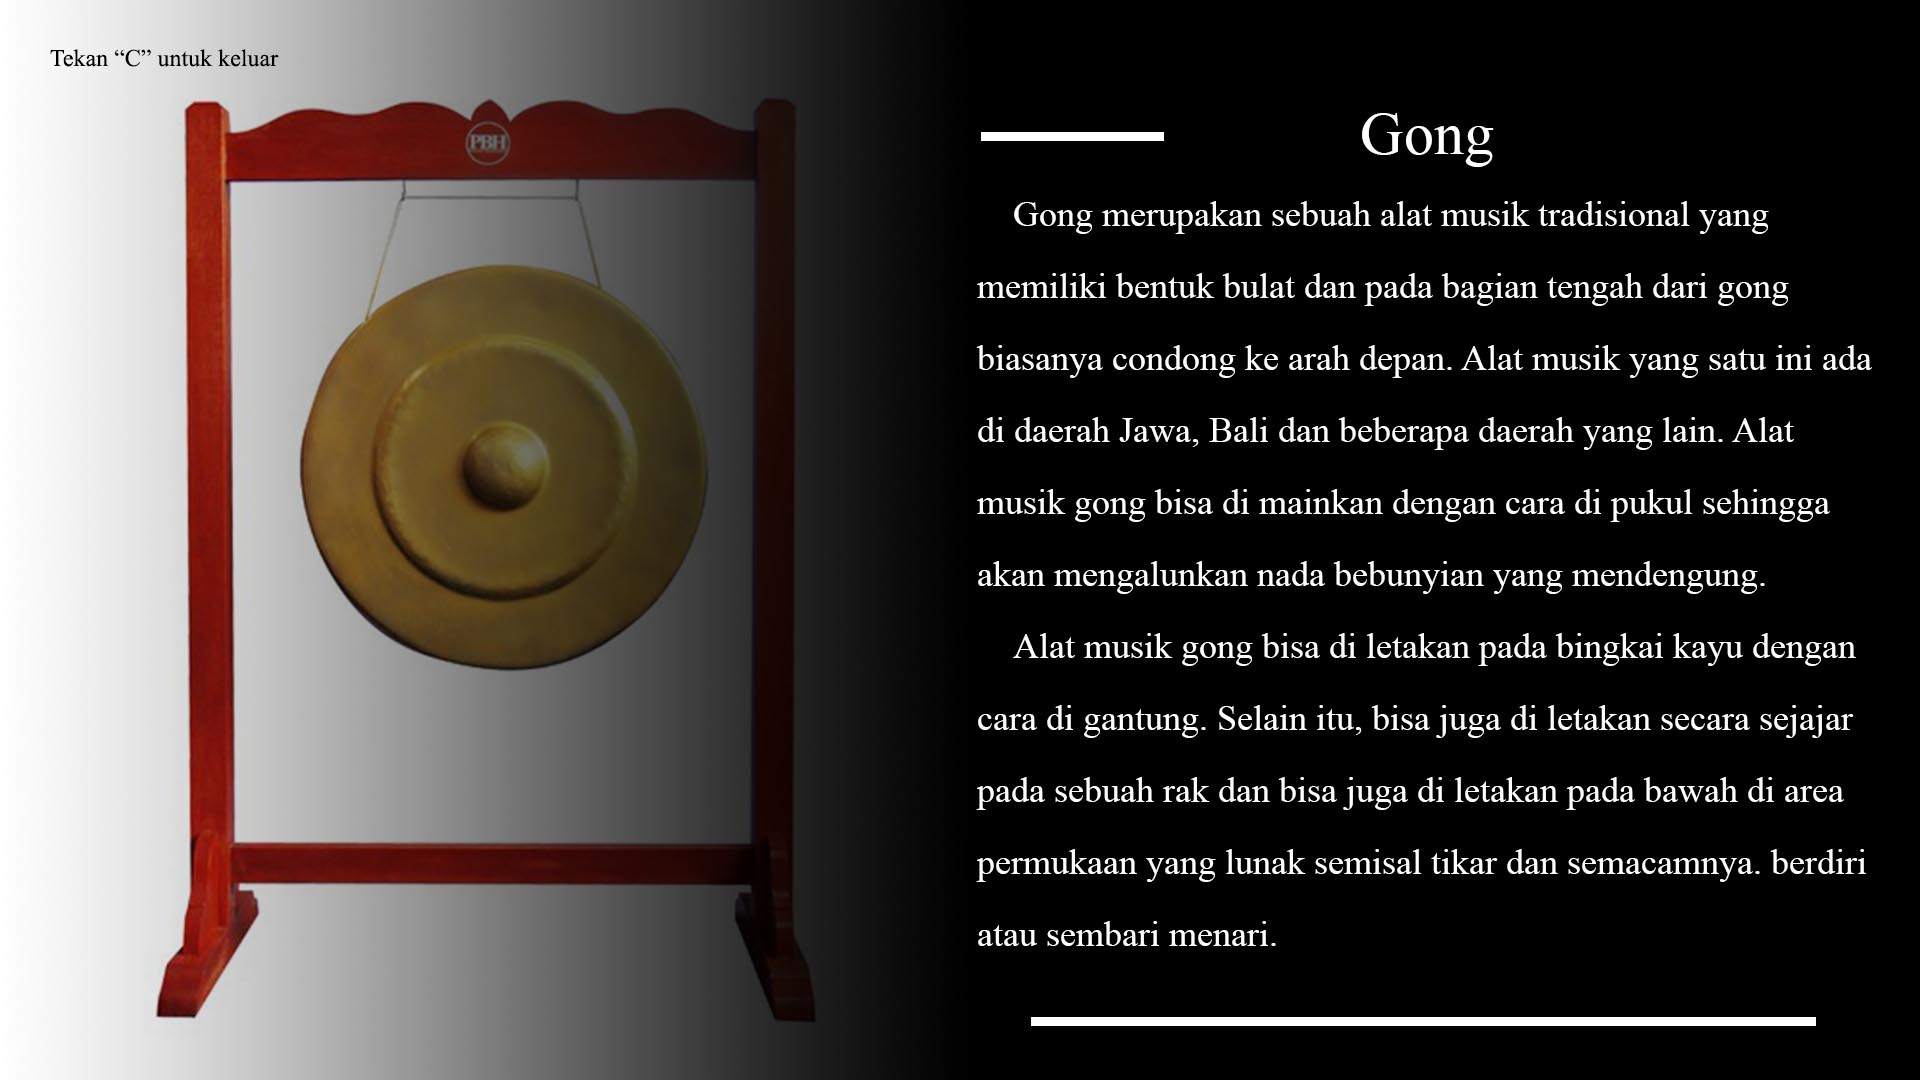 Tekan “C” untuk keluar
PBH
Gong
Gong merupakan sebuah alat musik tradisional yang
memiliki bentuk bulat dan pada bagian tengah dari gong
biasanya condong ke arah depan. Alat musik yang satu ini ada
di daerah Jawa, Bali dan beberapa daerah yang lain. Alat
musik gong bisa di mainkan dengan cara di pukul sehingga
akan mengalunkan nada bebunyian yang mendengung.
Alat musik gong bisa di letakan pada bingkai kayu dengan
cara di gantung. Selain itu, bisa juga di letakan secara sejajar
pada sebuah rak dan bisa juga di letakan pada bawah di area
permukaan yang lunak semisal tikar dan semacamnya. berdiri
atau sembari menari.